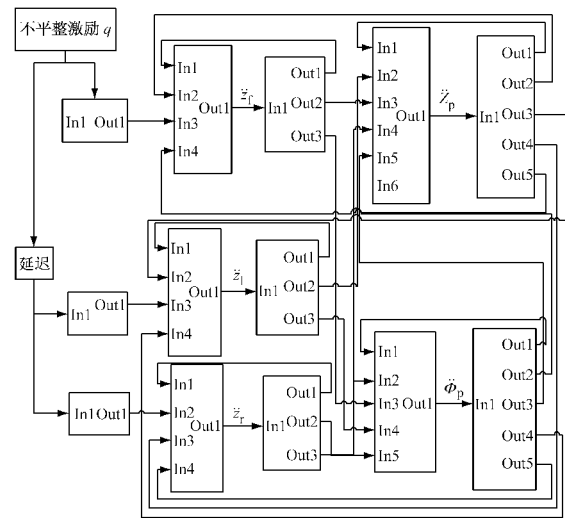 不平整激励 q
In1 Out1
In1
In2
In3
In4
Out1
z̈f
In1
Out1
Out2
Out3
In1
In2
In3
In4
In5
In6
Out1
Z̈p
In1
Out1
Out2
Out3
Out4
Out5
延迟
In1 Out1
In1
In2
In3
In4
Out1
z̈l
In1
Out1
Out2
Out3
In1Out1
In1
In2
In3
In4
Out1
z̈r
In1
Out1
Out2
Out3
In1
In2
In3
In4
In5
Out1
Φ̈p
In1
Out1
Out2
Out3
Out4
Out5